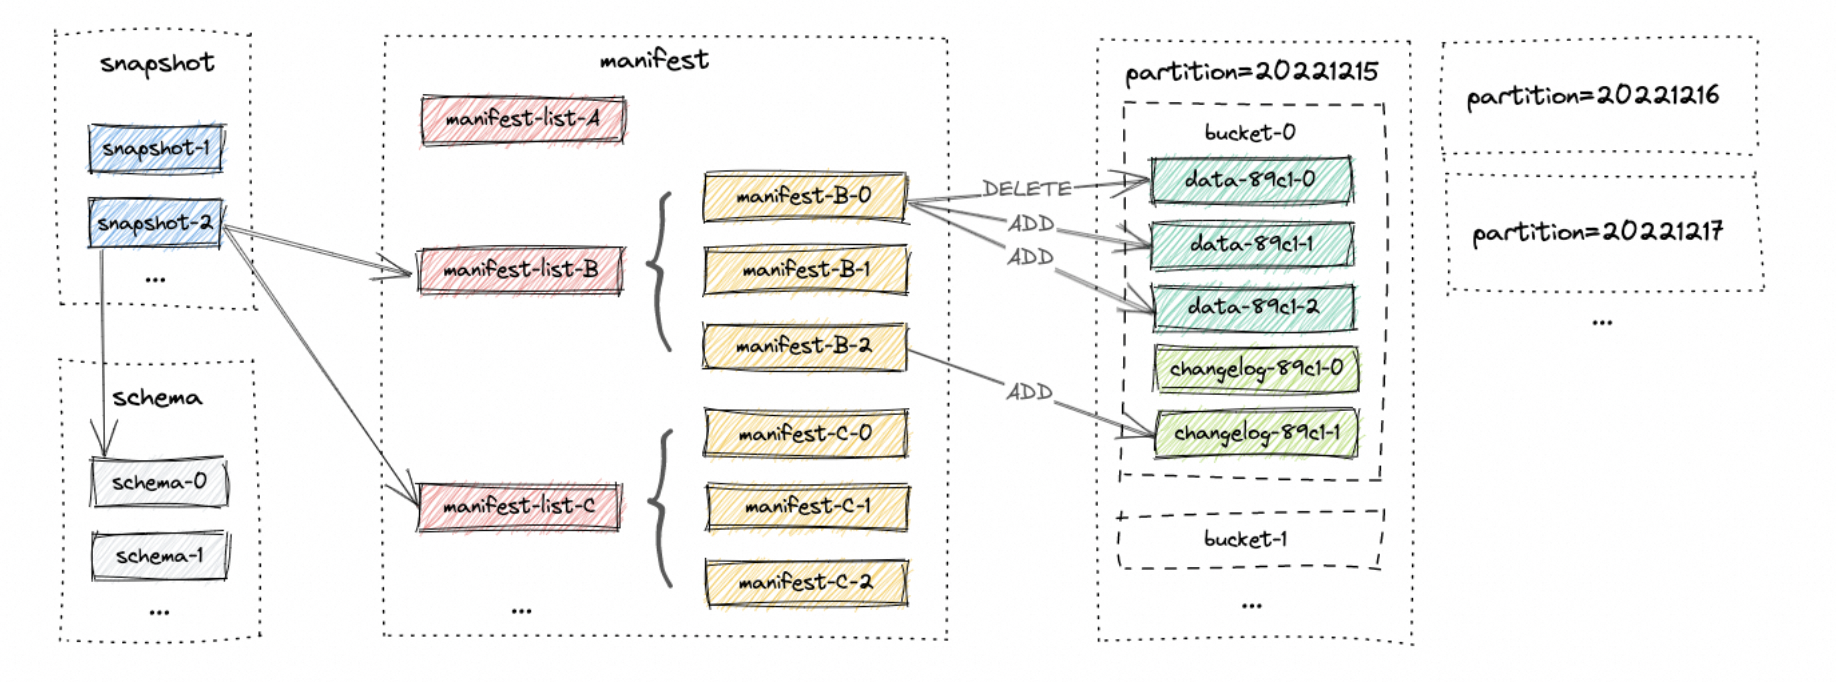 snapshot
snapshot-1
snapshot-2
...
schema
schema-0
schema-1
...
manifest
manifest-list-A
manifest-list-B
manifest-list-C
...
manifest-B-0
manifest-B-1
manifest-B-2
manifest-C-0
manifest-C-1
manifest-C-2
DELETE
ADD
ADD
ADD
partition=20221215
bucket-0
data-89c1-0
data-89c1-1
data-89c1-2
changelog-89c1-0
changelog-89c1-1
bucket-1
...
partition=20221216
partition=20221217
...